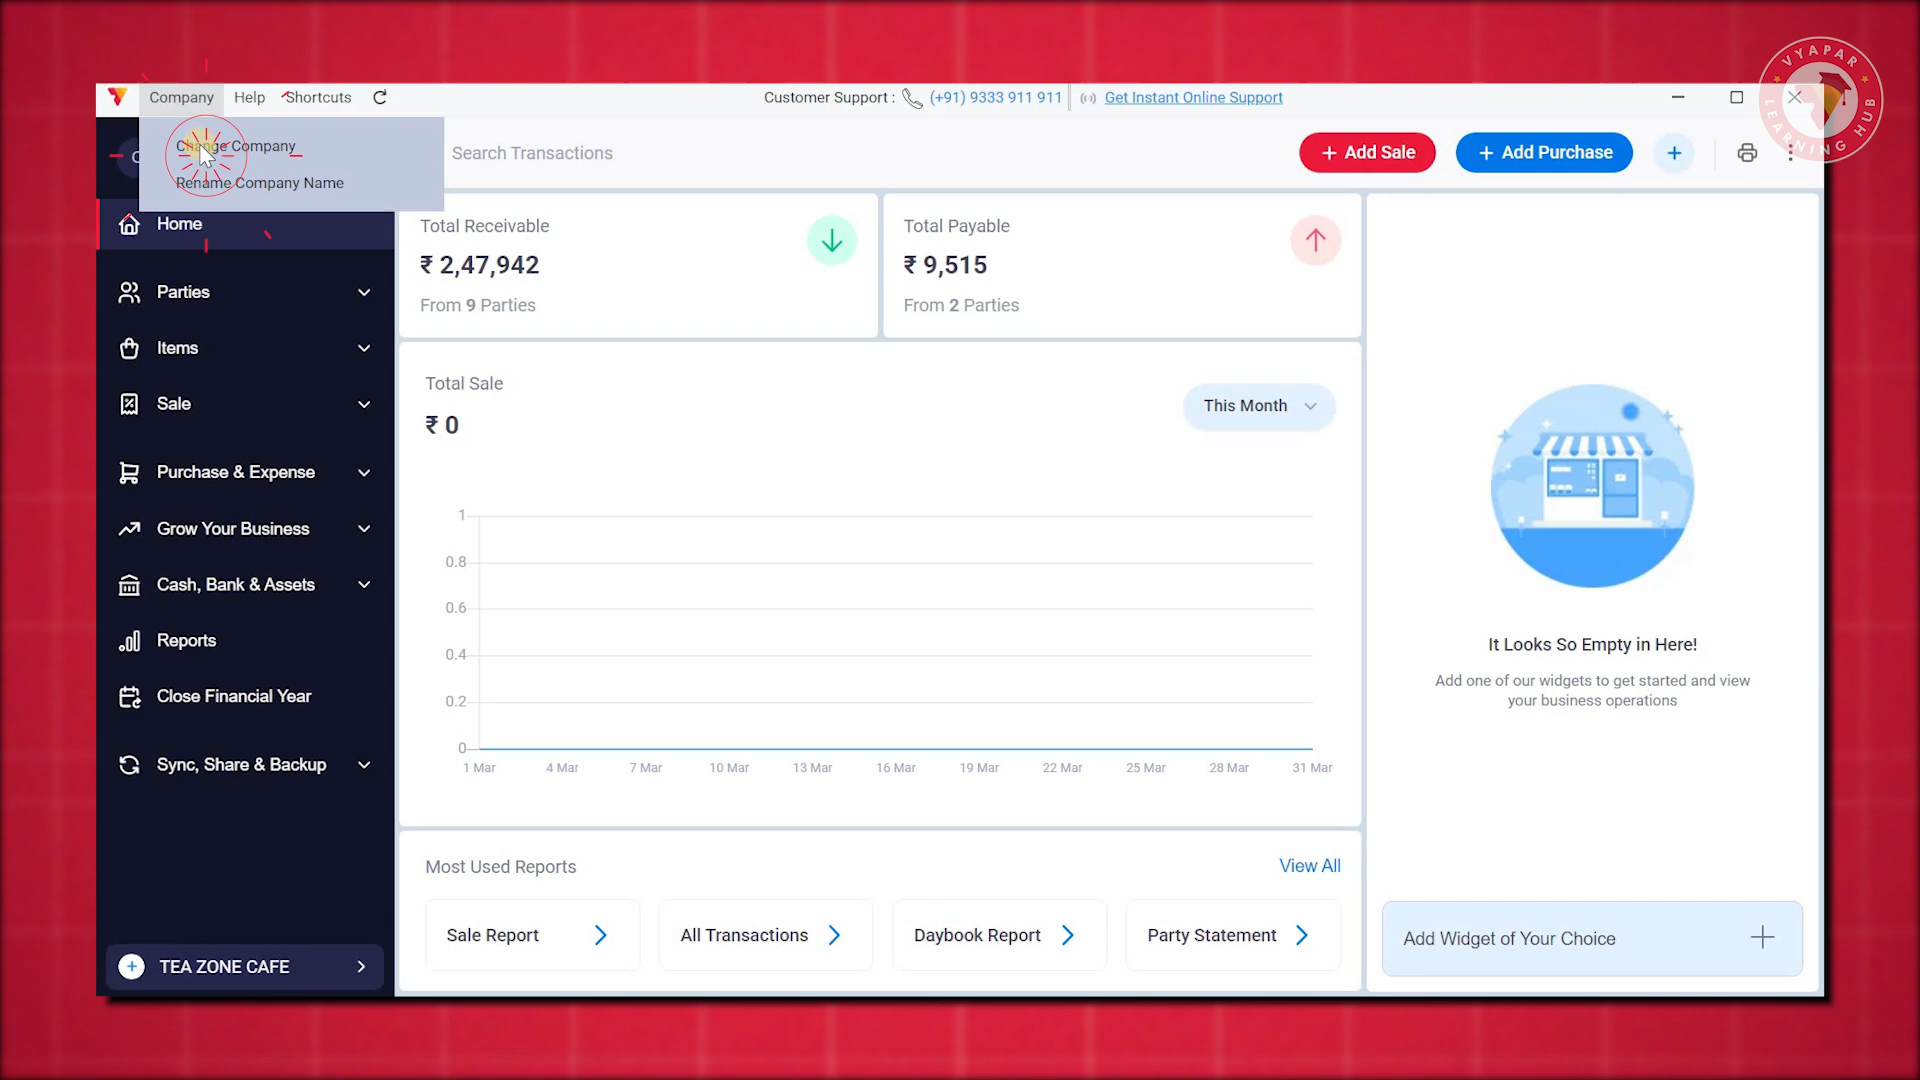 Company Help Shortcuts
Customer Support : (+91) 9333 911 911 Get Instant Online Support
VYAPAR
LEARNING HUB
Change Company
Rename Company Name
Search Transactions
+ Add Sale
+ Add Purchase
Home
Parties
Items
Sale
Purchase & Expense
Grow Your Business
Cash, Bank & Assets
Reports
Close Financial Year
Sync, Share & Backup
TEA ZONE CAFE
Total Receivable
₹ 2,47,942
From 9 Parties
Total Payable
₹ 9,515
From 2 Parties
Total Sale
₹ 0
This Month
1
0.8
0.6
0.4
0.2
0
1 Mar 4 Mar 7 Mar 10 Mar 13 Mar 16 Mar 19 Mar 22 Mar 25 Mar 28 Mar 31 Mar
Most Used Reports
View All
Sale Report
All Transactions
Daybook Report
Party Statement
It Looks So Empty in Here!
Add one of our widgets to get started and view
your business operations
Add Widget of Your Choice